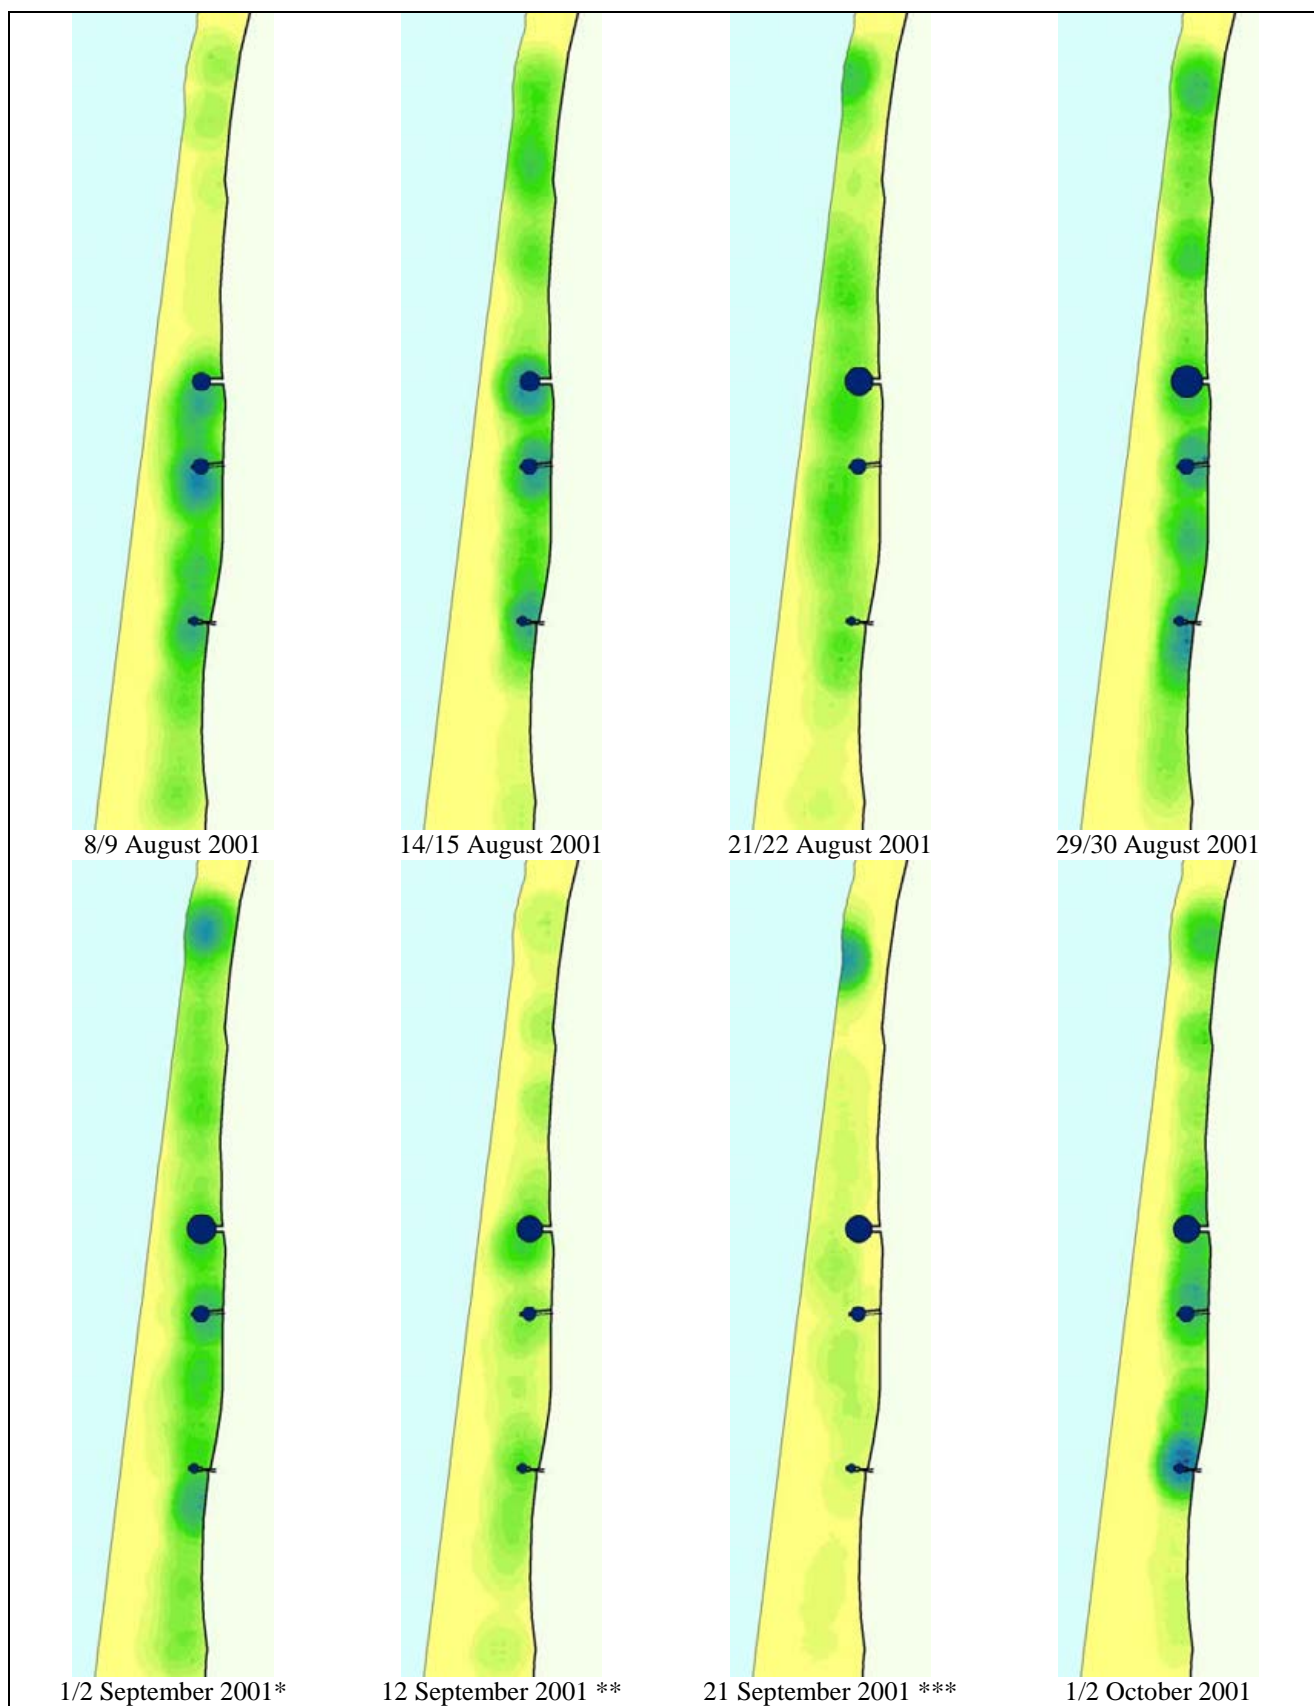 8/9 August 2001 14/15 August 2001 21/22 August 2001 29/30 August 2001
1/2 September 2001* 12 September 2001 ** 21 September 2001 *** 1/2 October 2001